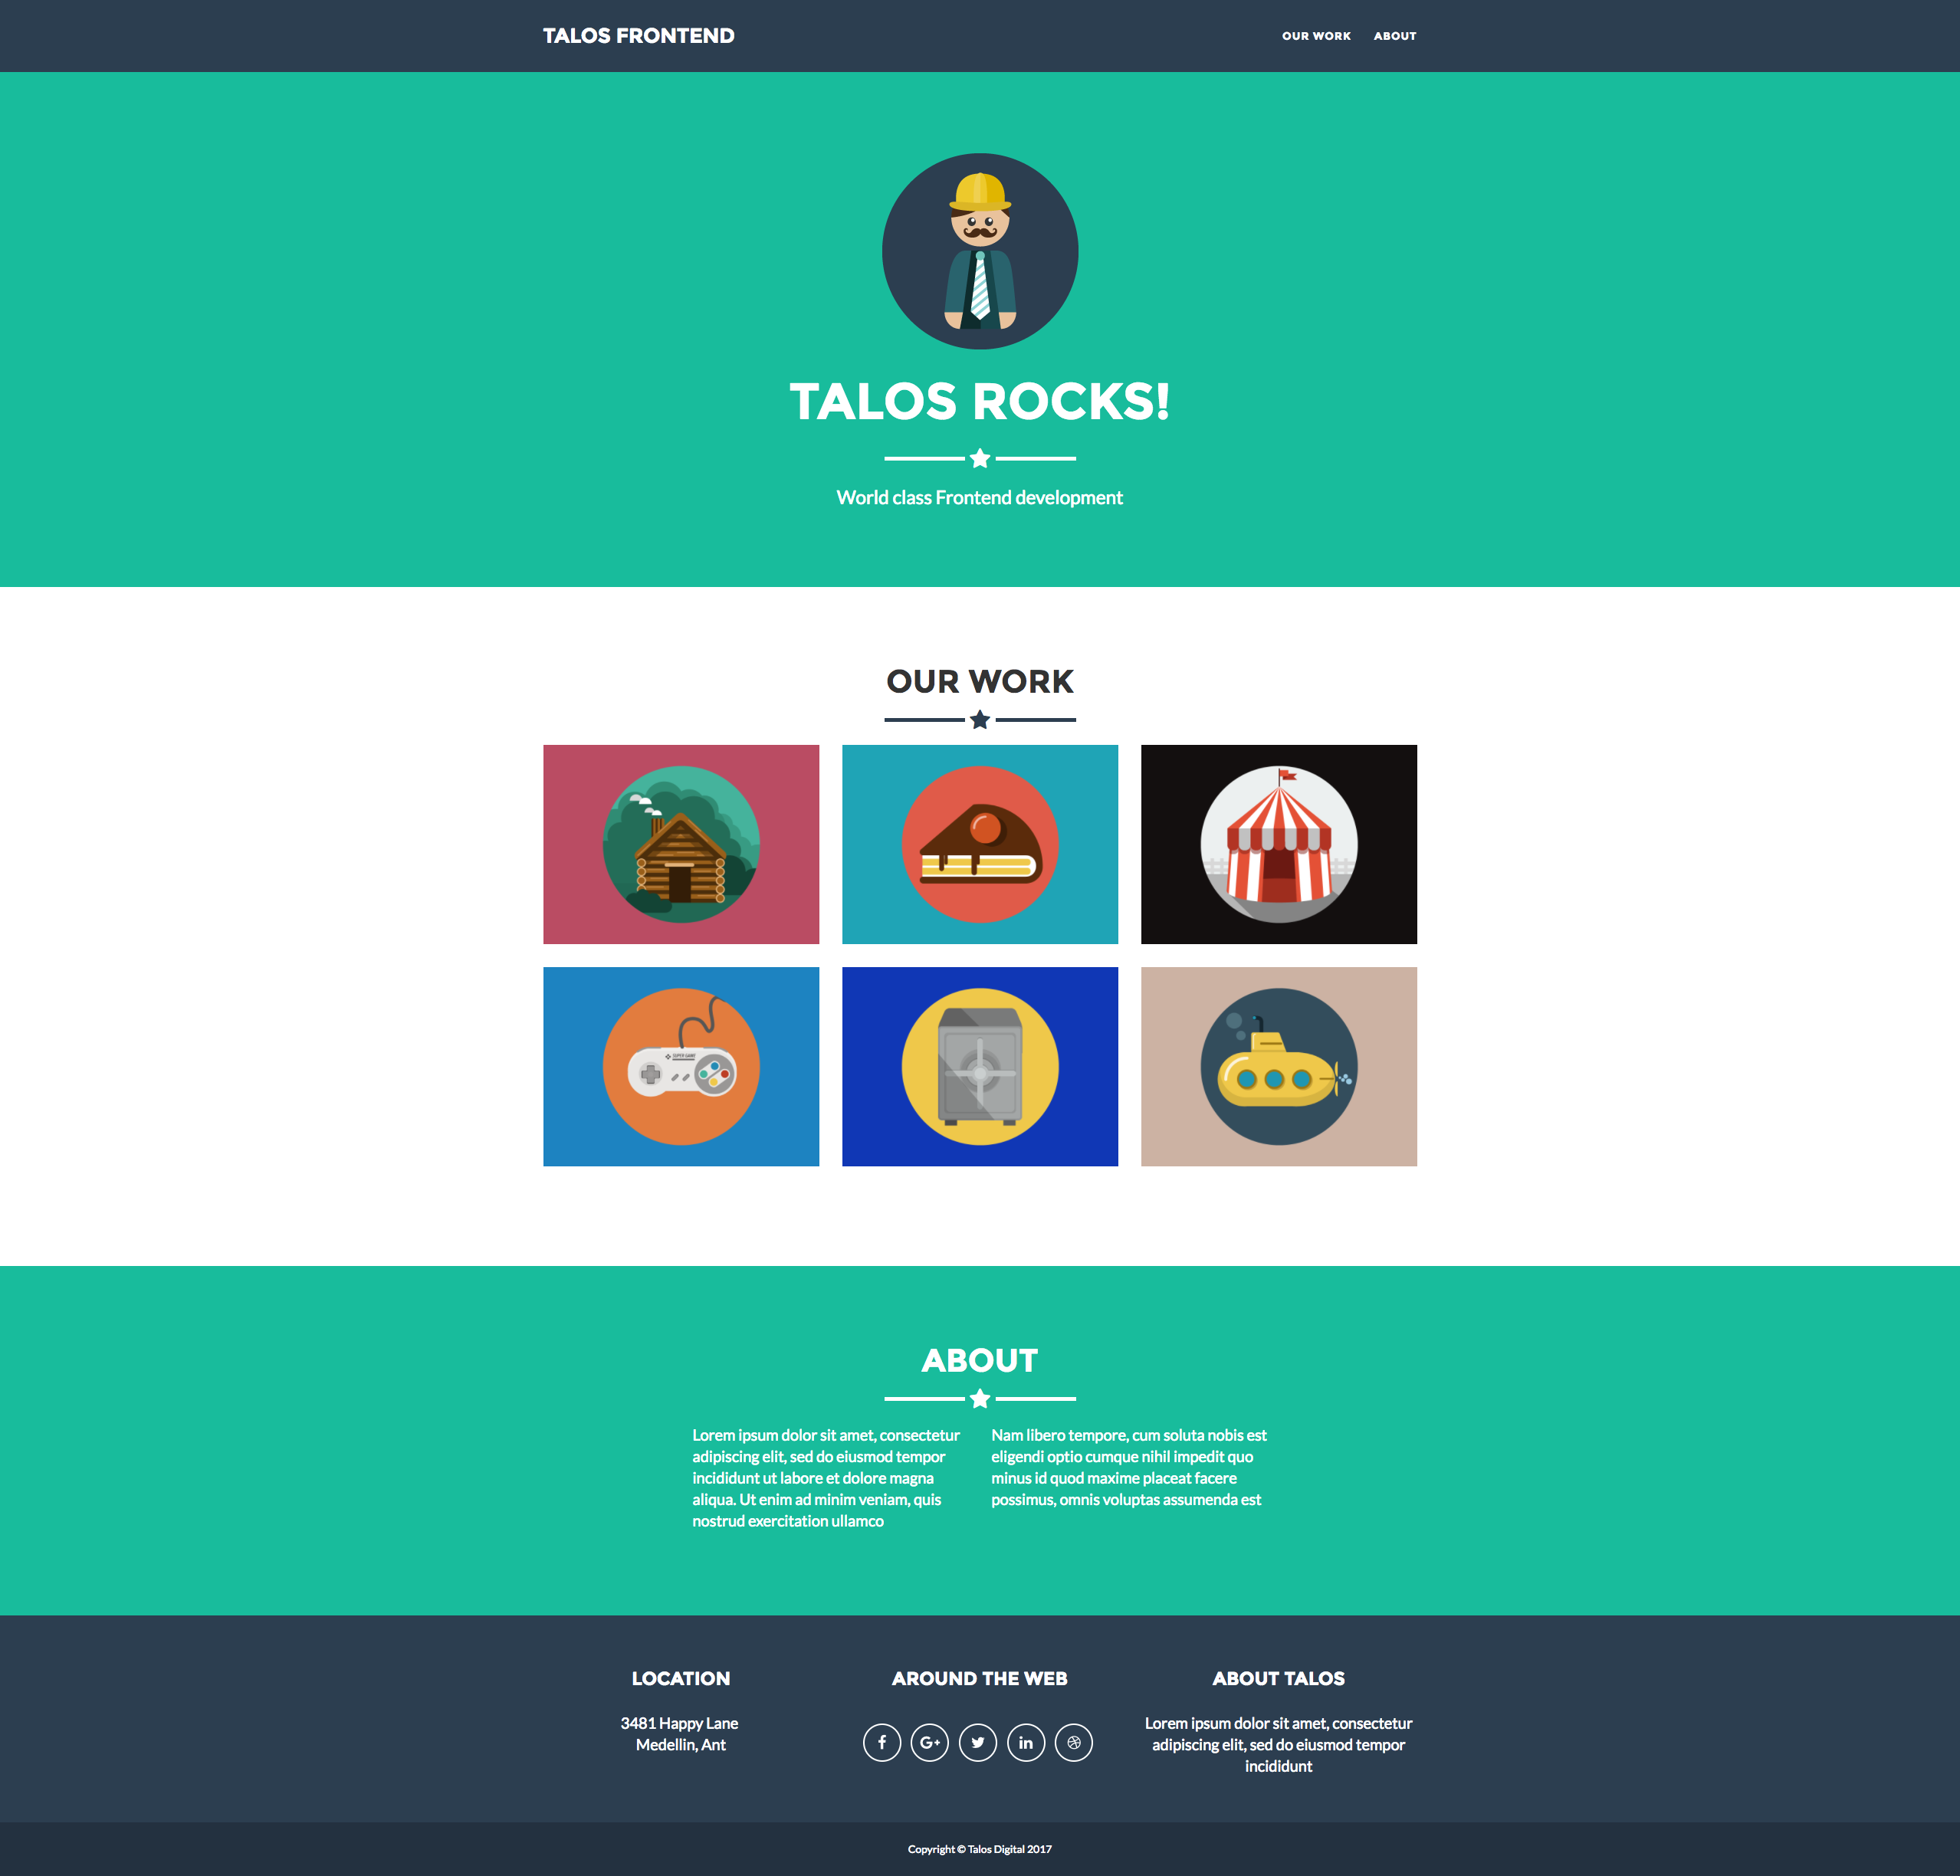 TALOS FRONTEND
OUR WORK
ABOUT
TALOS ROCKS!
World class Frontend development
OUR WORK
SUPER GAME
ABOUT
Lorem ipsum dolor sit amet, consectetur
adipiscing elit, sed do eiusmod tempor
incididunt ut labore et dolore magna
aliqua. Ut enim ad minim veniam, quis
nostrud exercitation ullamco
Nam libero tempore, cum soluta nobis est
eligendi optio cumque nihil impedit quo
minus id quod maxime placeat facere
possimus, omnis voluptas assumenda est
LOCATION
3481 Happy Lane
Medellin, Ant
AROUND THE WEB
f
G+
in
ABOUT TALOS
Lorem ipsum dolor sit amet, consectetur
adipiscing elit, sed do eiusmod tempor
incididunt
Copyright © Talos Digital 2017